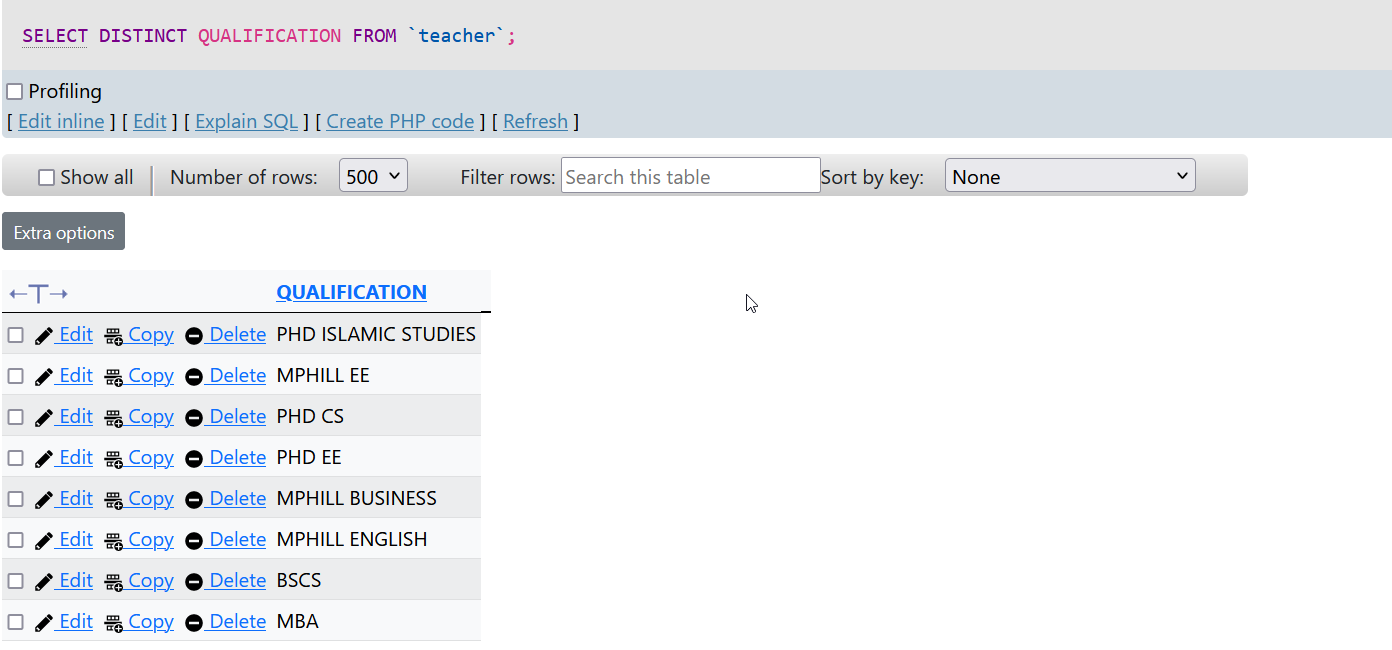 SELECT DISTINCT QUALIFICATION FROM `teacher`;
Profiling
[ Edit inline ] [ Edit ] [ Explain SQL ] [ Create PHP code ] [ Refresh ]
Show all Number of rows: 500 Filter rows: Search this table Sort by key: None
Extra options
←T→ QUALIFICATION
Edit Copy Delete PHD ISLAMIC STUDIES
Edit Copy Delete MPHILL EE
Edit Copy Delete PHD CS
Edit Copy Delete PHD EE
Edit Copy Delete MPHILL BUSINESS
Edit Copy Delete MPHILL ENGLISH
Edit Copy Delete BSCS
Edit Copy Delete MBA